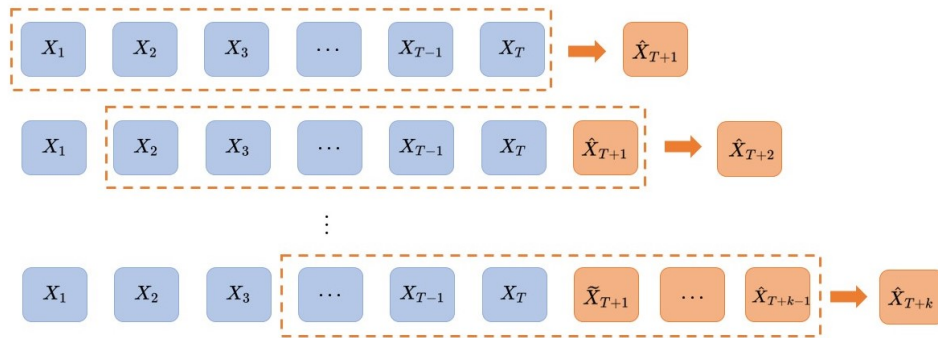 X_1 X_2 X_3 ⋯ X_{T−1} X_T X̂_{T+1}
X_1 X_2 X_3 ⋯ X_{T−1} X_T X̂_{T+1} X̂_{T+2}
⋮
X_1 X_2 X_3 ⋯ X_{T−1} X_T X̃_{T+1} ⋯ X̂_{T+k−1} X̂_{T+k}